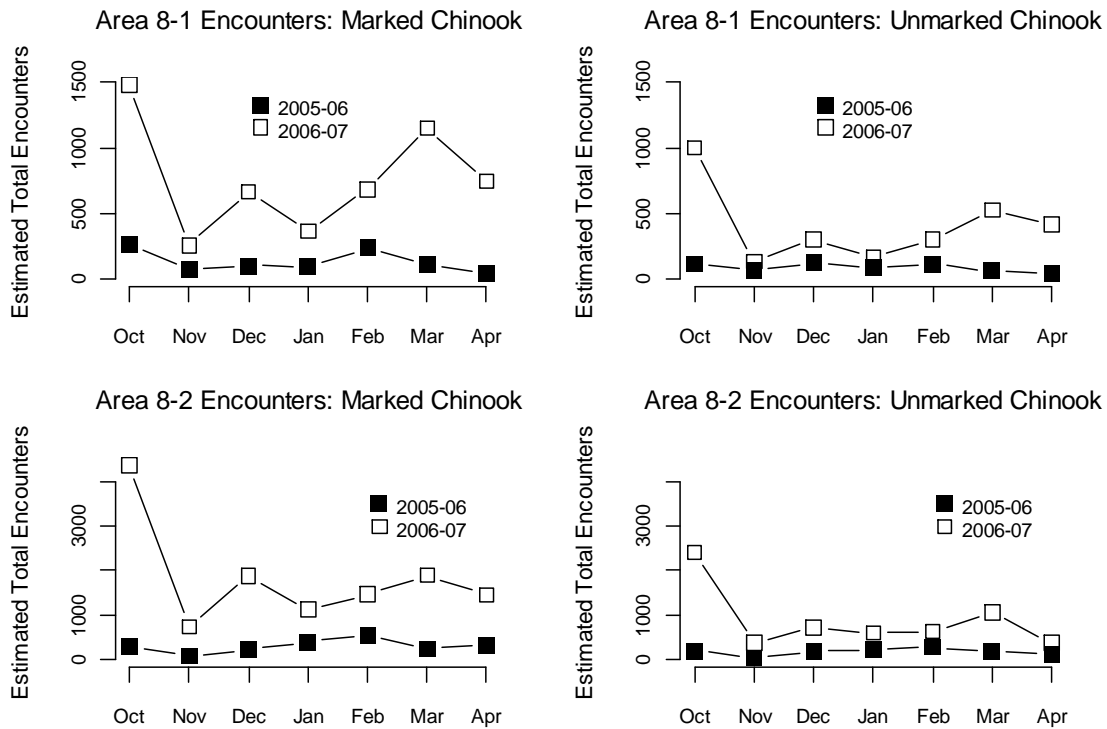 Area 8-1 Encounters: Marked Chinook
Estimated Total Encounters
1500
1000
500
0
2005-06
2006-07
Oct Nov Dec Jan Feb Mar Apr
Area 8-1 Encounters: Unmarked Chinook
Estimated Total Encounters
1500
1000
500
0
2005-06
2006-07
Oct Nov Dec Jan Feb Mar Apr
Area 8-2 Encounters: Marked Chinook
Estimated Total Encounters
3000
1000
0
2005-06
2006-07
Oct Nov Dec Jan Feb Mar Apr
Area 8-2 Encounters: Unmarked Chinook
Estimated Total Encounters
3000
1000
0
2005-06
2006-07
Oct Nov Dec Jan Feb Mar Apr